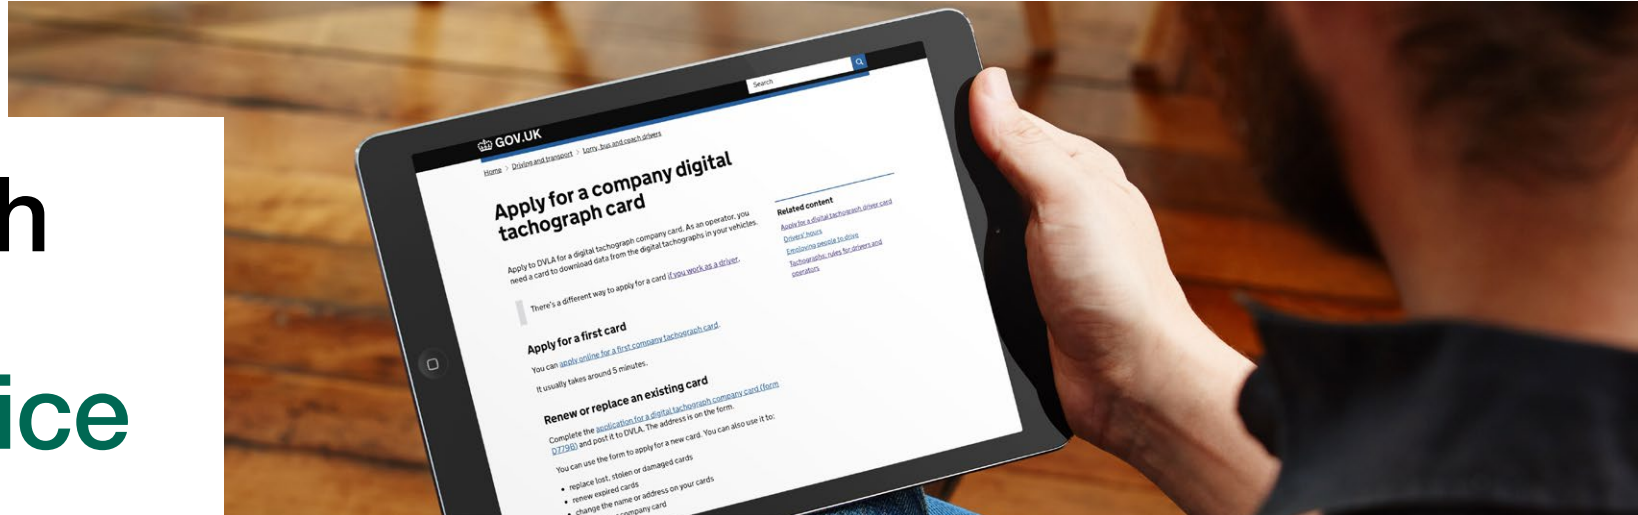 h
ice
Search
GOV.UK
Home > Driving and transport > Lorry, bus and coach drivers
Apply for a company digital
tachograph card
Apply to DVLA for a digital tachograph company card. As an operator, you
need a card to download data from the digital tachographs in your vehicles.
There's a different way to apply for a card if you work as a driver.
Apply for a first card
You can apply online for a first company tachograph card.
It usually takes around 5 minutes.
Renew or replace an existing card
Complete the application for a digital tachograph company card (form
D779B) and post it to DVLA. The address is on the form.
You can use the form to apply for a new card. You can also use it to:
• replace lost, stolen or damaged cards
• renew expired cards
• change the name or address on your cards
company card
Related content
Apply for a digital tachograph driver card
Drivers' hours
Employing people to drive
Tachographs: rules for drivers and
operators